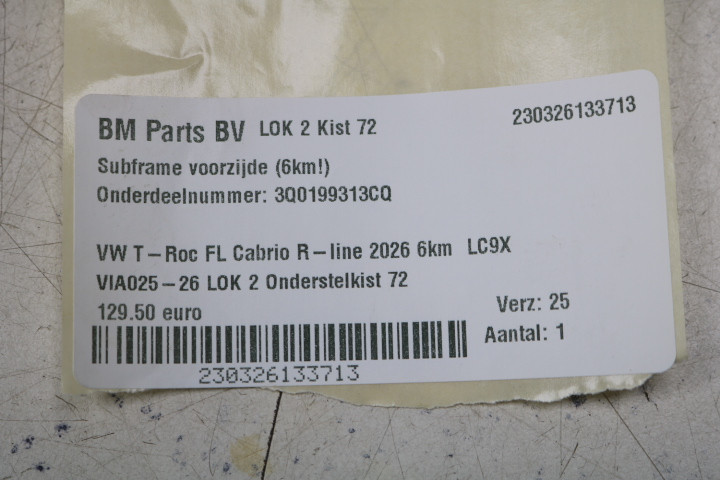 BM Parts BV LOK 2 Kist 72
230326133713
Subframe voorzijde (6km!)
Onderdeelnummer: 3Q0199313CQ
VW T-Roc FL Cabrio R-line 2026 6km LC9X
VIA025-26 LOK 2 Onderstelkist 72
129.50 euro
Verz: 25
Aantal: 1
230326133713